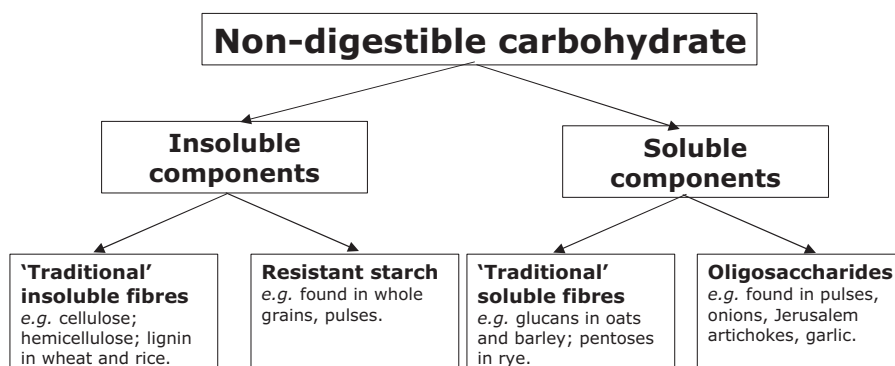 Non-digestible carbohydrate
Insoluble
components
Soluble
components
‘Traditional’
insoluble fibres
e.g. cellulose;
hemicellulose; lignin
in wheat and rice.
Resistant starch
e.g. found in whole
grains, pulses.
‘Traditional’
soluble fibres
e.g. glucans in oats
and barley; pentoses
in rye.
Oligosaccharides
e.g. found in pulses,
onions, Jerusalem
artichokes, garlic.